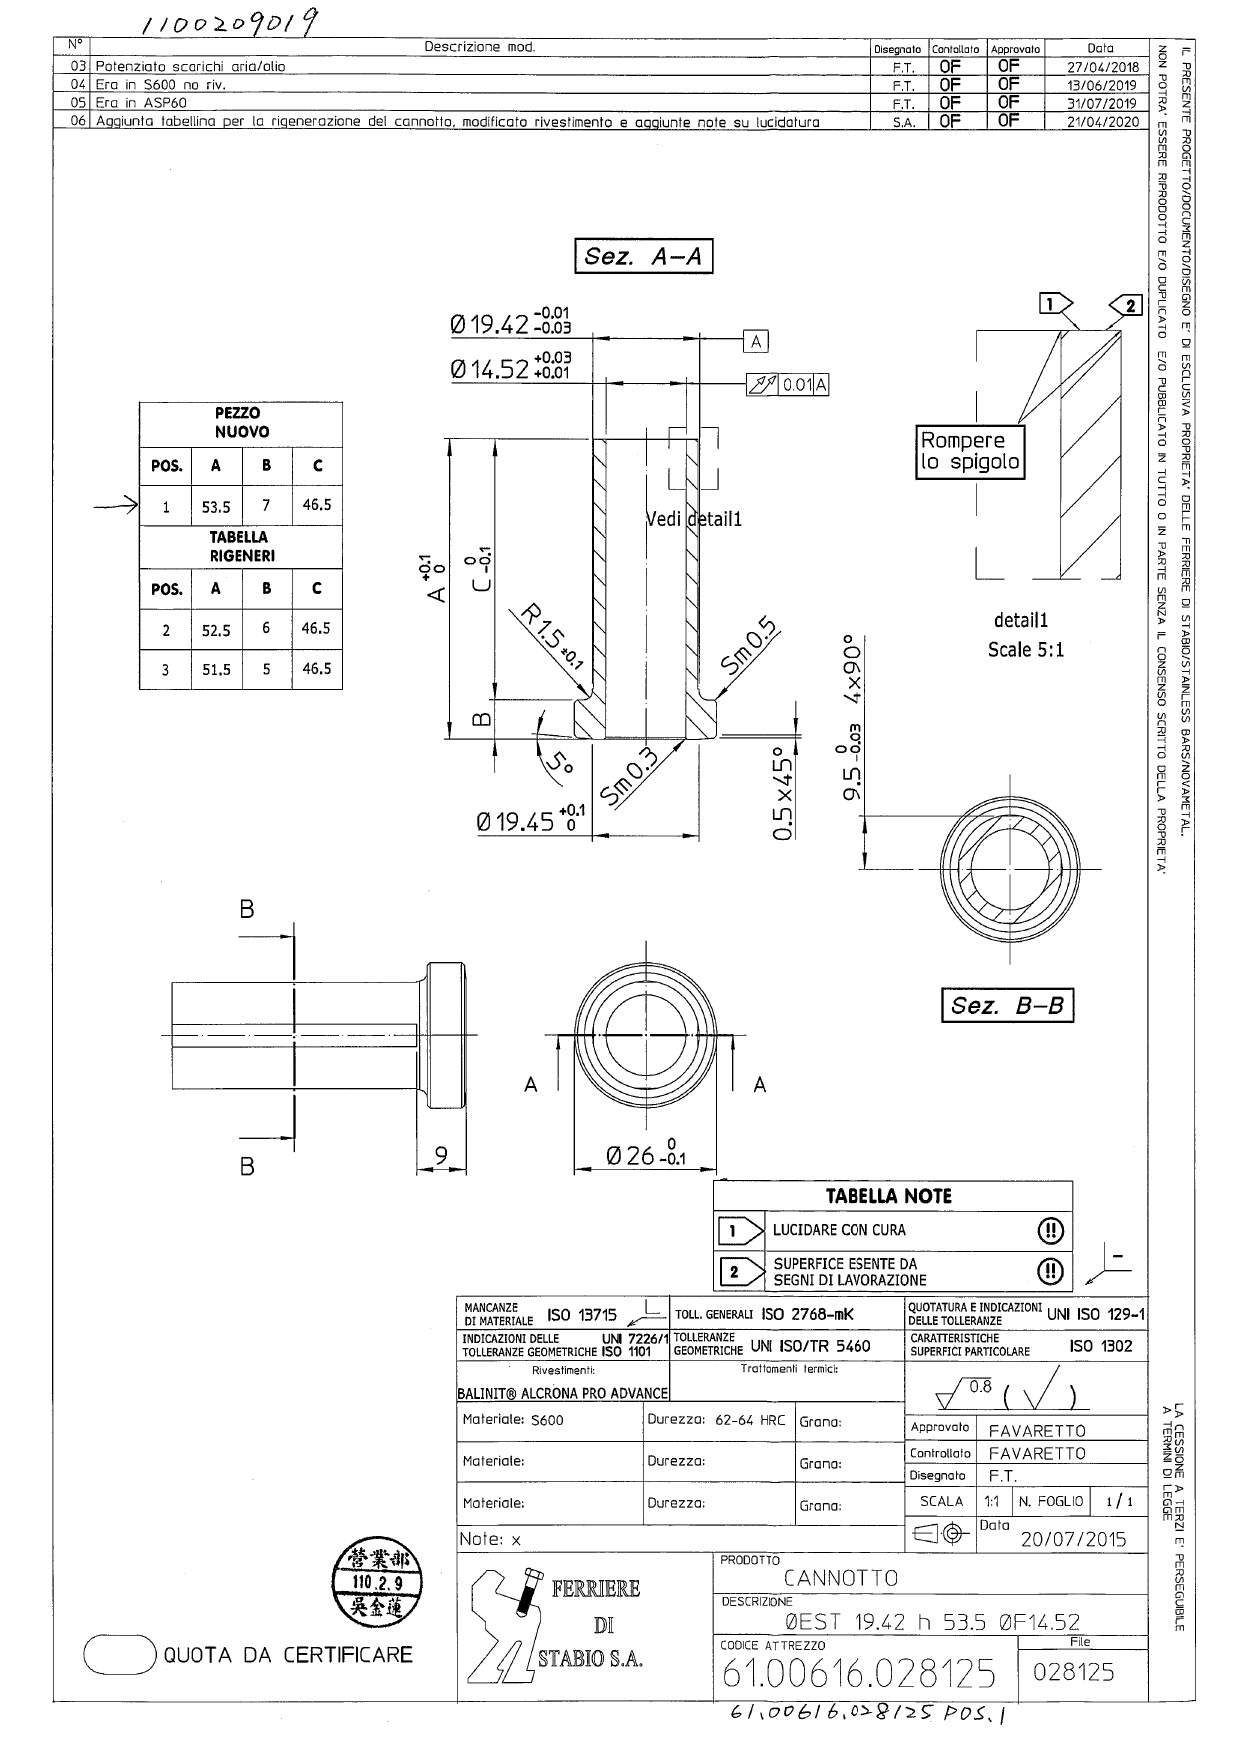 1100209019
N° Descrizione mod. Disegnato Contollato Approvato Data
03 Potenziato scarichi aria/olio F.T. OF OF 27/04/2018
04 Era in S600 no riv. F.T. OF OF 13/06/2019
05 Era in ASP60 F.T. OF OF 31/07/2019
06 Aggiunta tabellina per la rigenerazione del cannotto, modificato rivestimento e aggiunte note su lucidatura S.A. OF OF 21/04/2020
IL PRESENTE PROGETTO/DOCUMENTO/DISEGNO E' DI ESCLUSIVA PROPRIETA' DELLE FERRIERE DI STABIO/STAINLESS BARS/NOVAMETAL.
NON POTRA' ESSERE RIPRODOTTO E/O DUPLICATO E/O PUBBLICATO IN TUTTO O IN PARTE SENZA IL CONSENSO SCRITTO DELLA PROPRIETA'
Sez. A-A
Ø19.42 -0.01 -0.03
A
Ø14.52 +0.03 +0.01
0.01 A
1 2
Rompere
lo spigolo
PEZZO
NUOVO
POS. A B C
1 53.5 7 46.5
TABELLA
RIGENERI
POS. A B C
2 52.5 6 46.5
3 51.5 5 46.5
Vedi detail1
A +0.1 0
C 0 -0.1
R1.5 ±0.1
Sm0.5
B
5°
Sm0.3
0.5x45°
Ø19.45 +0.1 0
detail1
Scale 5:1
9.5 0 -0.03 4x90°
Sez. B-B
B
B
9
A
A
Ø26 0 -0.1
TABELLA NOTE
1 LUCIDARE CON CURA !!
2 SUPERFICE ESENTE DA
SEGNI DI LAVORAZIONE !!
-
MANCANZE
DI MATERIALE ISO 13715
TOLL. GENERALI ISO 2768-mK
QUOTATURA E INDICAZIONI
DELLE TOLLERANZE UNI ISO 129-1
INDICAZIONI DELLE UNI 7226/1
TOLLERANZE GEOMETRICHE ISO 1101
TOLLERANZE
GEOMETRICHE UNI ISO/TR 5460
CARATTERISTICHE
SUPERFICI PARTICOLARE ISO 1302
Rivestimenti:
BALINIT® ALCRONA PRO ADVANCE
Trattamenti termici:
0.8 ( )
Materiale: S600 Durezza: 62-64 HRC Grana:
Materiale: Durezza: Grana:
Materiale: Durezza: Grana:
Note: x
Approvato FAVARETTO
Controllato FAVARETTO
Disegnato F.T.
SCALA 1:1 N. FOGLIO 1/1
Data 20/07/2015
LA CESSIONE A TERZI E' PERSEGUIBILE
A TERMINI DI LEGGE
FERRIERE
DI
STABIO S.A.
PRODOTTO
CANNOTTO
DESCRIZIONE
ØEST 19.42 h 53.5 ØF14.52
CODICE ATTREZZO
61.00616.028125
File
028125
營業部
110.2.9
吳金蓮
QUOTA DA CERTIFICARE
61.00616.028125 POS.1